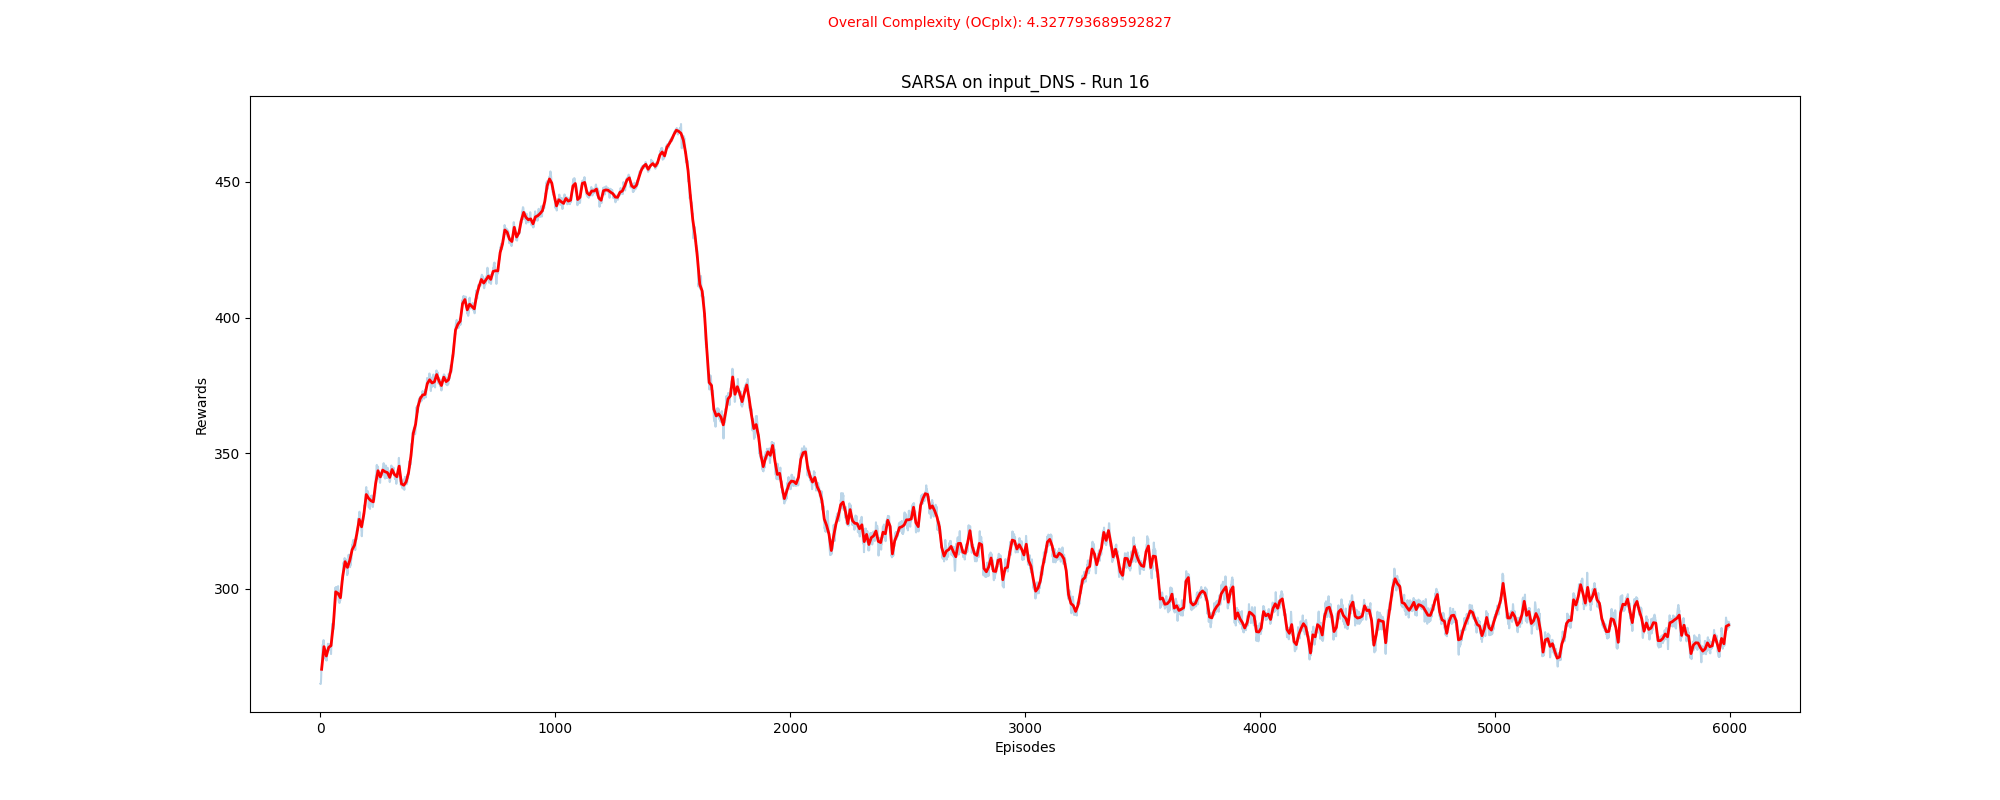 Overall Complexity (OCplx): 4.327793689592827
SARSA on input_DNS - Run 16
Rewards
450
400
350
300
0 1000 2000 3000 4000 5000 6000
Episodes